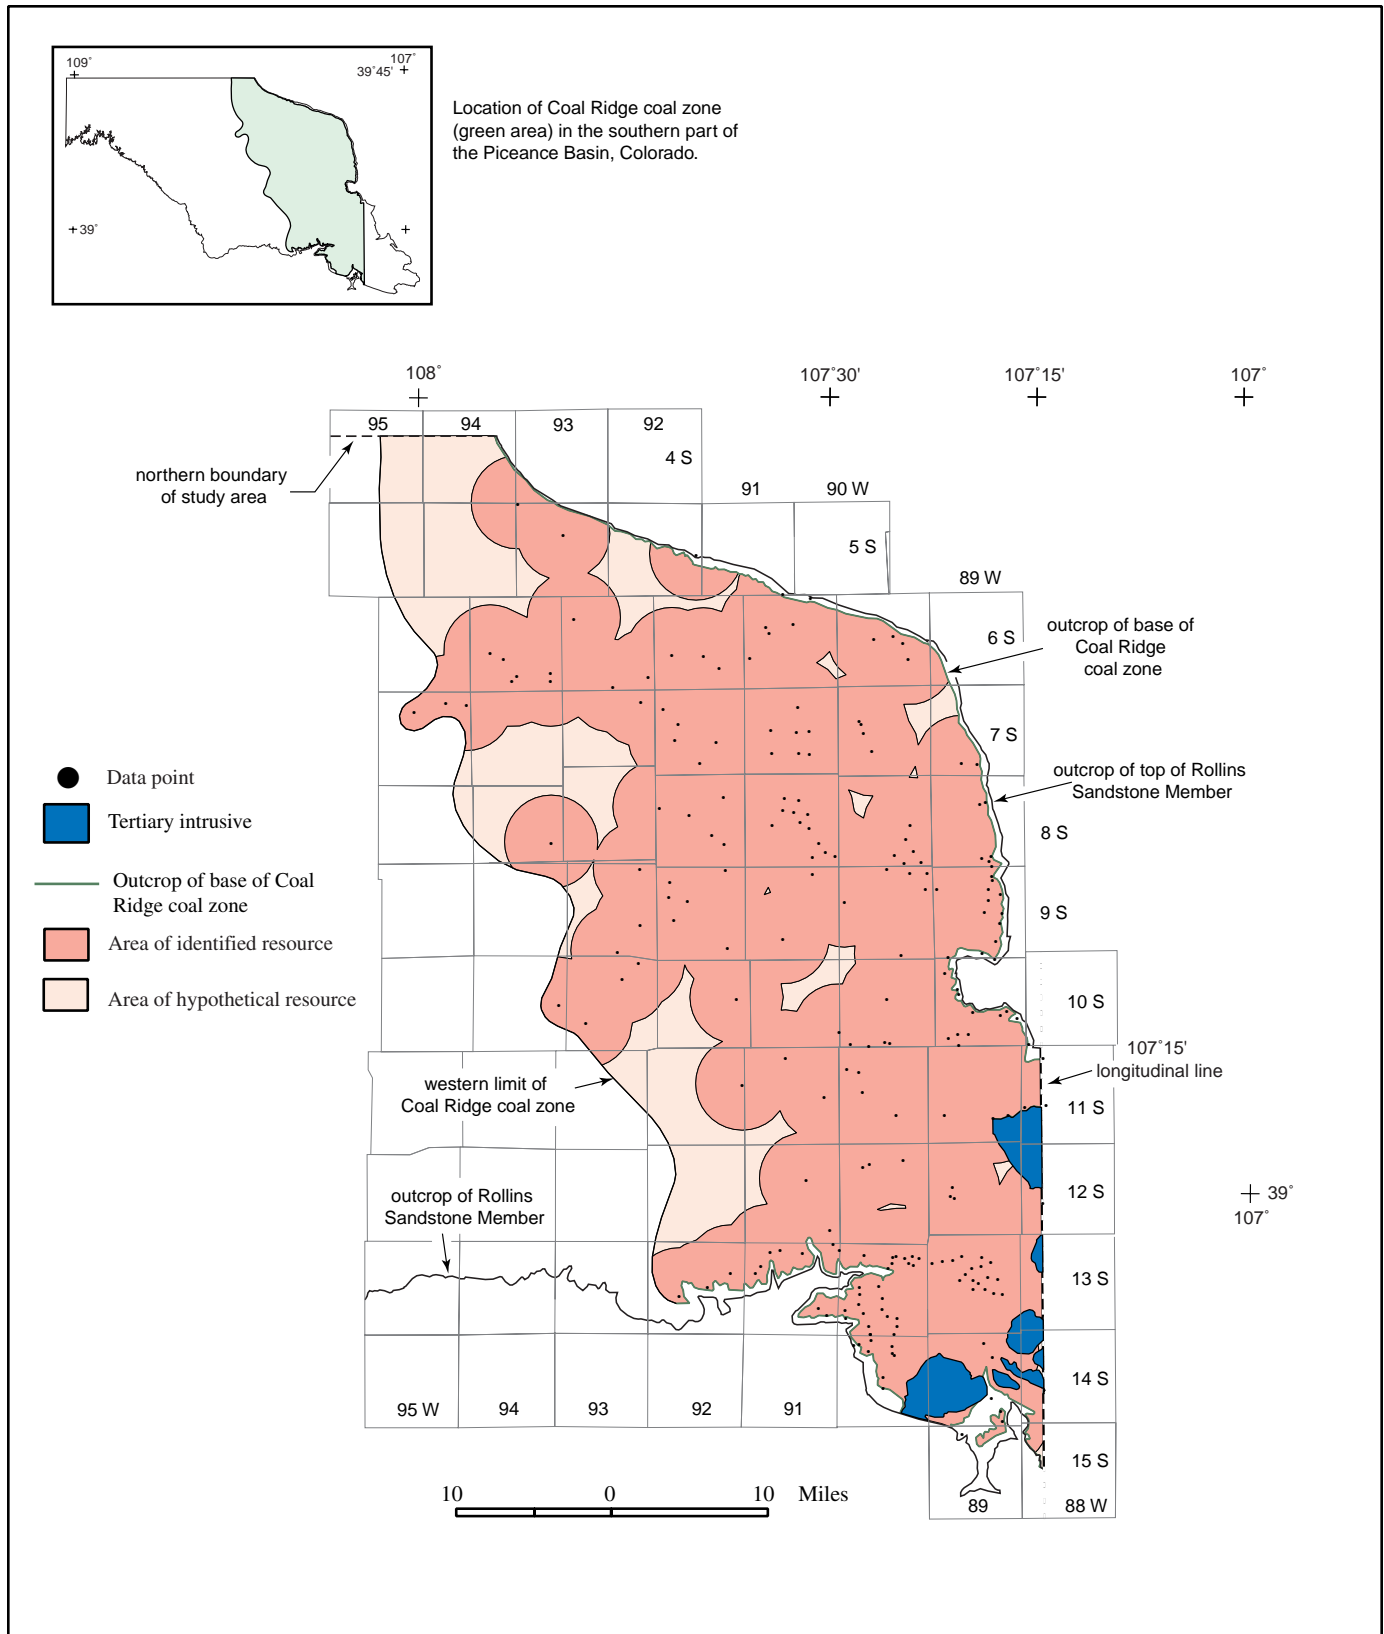 109°
107°
39°45'
39°
Location of Coal Ridge coal zone
(green area) in the southern part of
the Piceance Basin, Colorado.
108°
107°30'
107°15'
107°
95
94
93
92
4 S
northern boundary
of study area
91
90 W
5 S
89 W
6 S
outcrop of base of
Coal Ridge
coal zone
7 S
outcrop of top of Rollins
Sandstone Member
Data point
Tertiary intrusive
8 S
Outcrop of base of Coal
Ridge coal zone
9 S
Area of identified resource
Area of hypothetical resource
10 S
107°15'
longitudinal line
western limit of
Coal Ridge coal zone
11 S
outcrop of Rollins
Sandstone Member
12 S
39°
107°
13 S
14 S
95 W
94
93
92
91
15 S
89
88 W
10
0
10
Miles